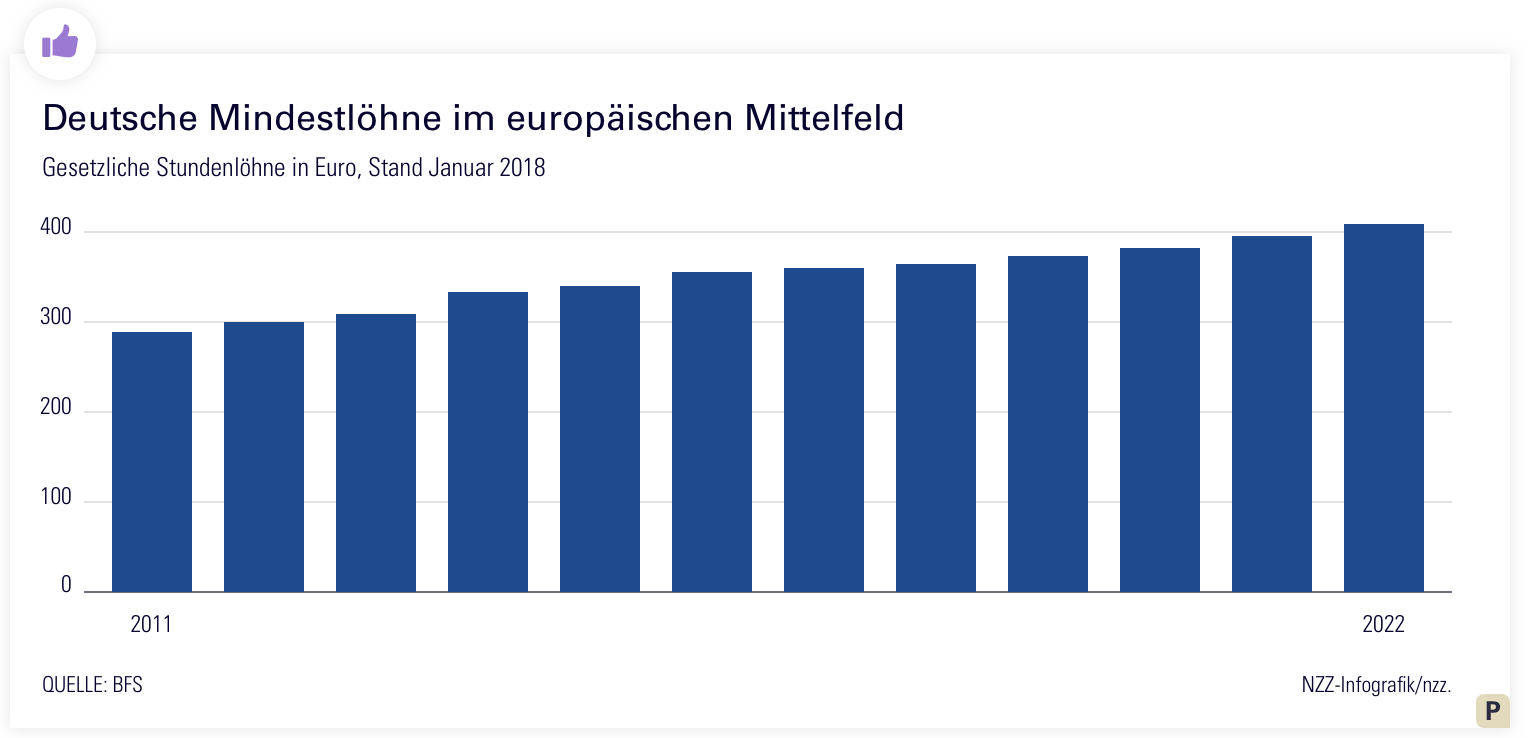 Deutsche Mindestlöhne im europäischen Mittelfeld
Gesetzliche Stundenlöhne in Euro, Stand Januar 2018
400
300
200
100
0
2011 2022
QUELLE: BFS NZZ-Infografik/nzz.
P